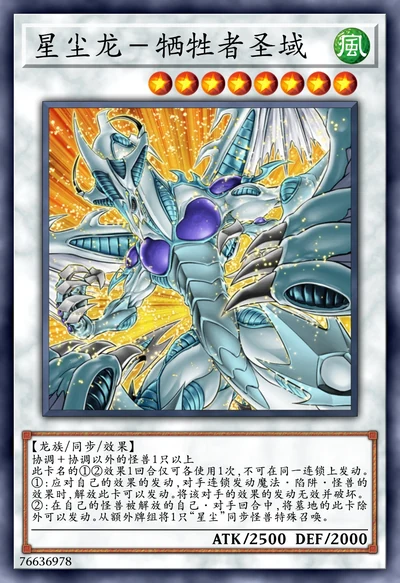 星尘龙－牺牲者圣域
風
【龙族/同步/效果】
协调＋协调以外的怪兽1只以上
此卡名的①②效果1回合仅可各使用1次，不可在同一连锁上发动。
①：应对自己的效果的发动，对手连锁发动魔法·陷阱·怪兽的
效果时，解放此卡可以发动。将该对手的效果的发动无效并破坏。
②：在自己的怪兽被解放的自己·对手回合中，将墓地的此卡除
外可以发动。从额外牌组将1只“星尘”同步怪兽特殊召唤。
ATK/2500 DEF/2000
76636978